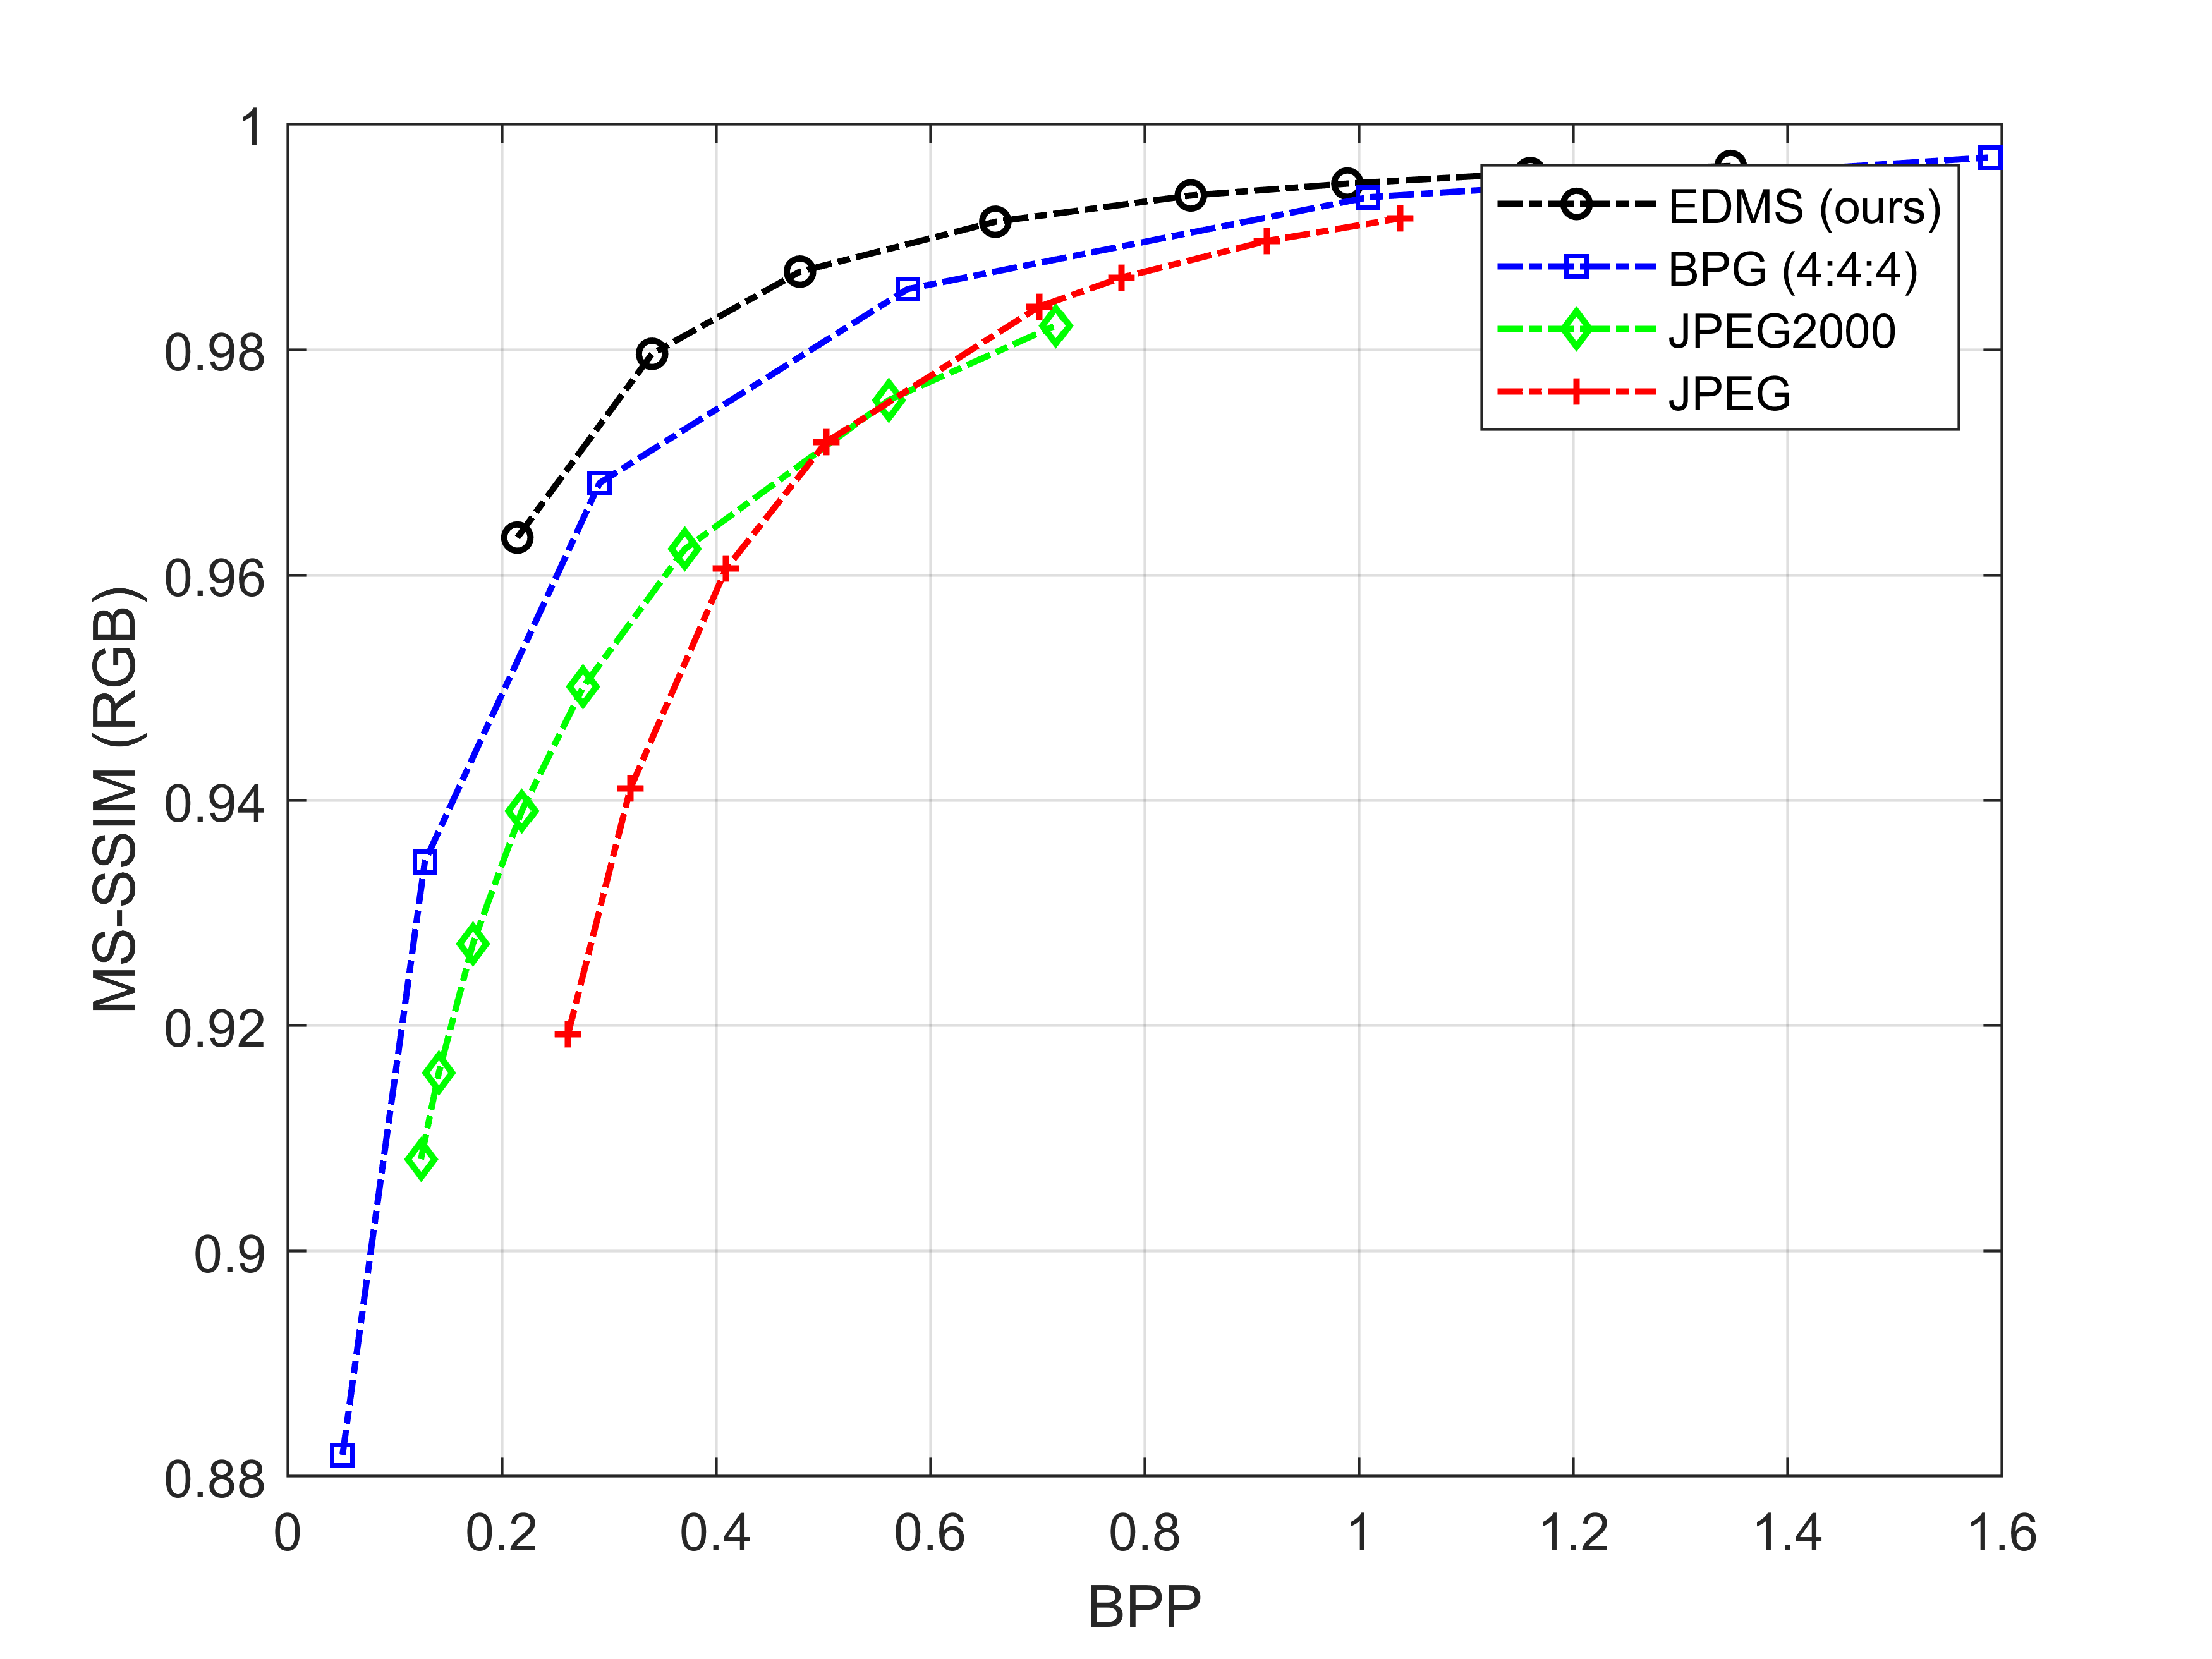 1
0.98
0.96
0.94
0.92
0.9
0.88
MS-SSIM (RGB)
EDMS (ours)
BPG (4:4:4)
JPEG2000
JPEG
0 0.2 0.4 0.6 0.8 1 1.2 1.4 1.6
BPP